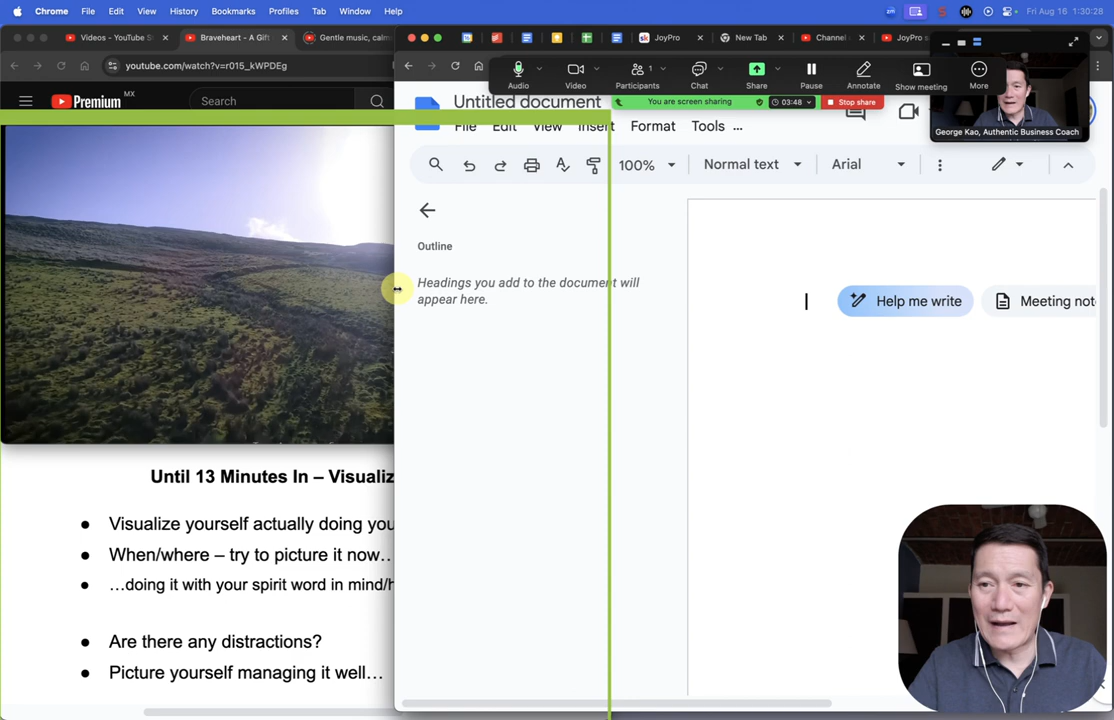 Chrome File Edit View History Bookmarks Profiles Tab Window Help
Fri Aug 16 1:30:28
Videos - YouTube S
Braveheart - A Gift
Gentle music, calm
JoyPro
New Tab
Channel
JoyPro s
youtube.com/watch?v=r015_kWPDEg
Audio
Video
Participants
1
Chat
Share
Pause
Annotate
Show meeting
More
You are screen sharing
03:48
Stop share
George Kao, Authentic Business Coach
Premium MX
Search
Untitled document
File Edit View Insert Format Tools ...
100%
Normal text
Arial
Outline
Headings you add to the document will
appear here.
Help me write
Meeting not
Until 13 Minutes In – Visualiz
● Visualize yourself actually doing you
● When/where – try to picture it now…
● …doing it with your spirit word in mind/h
● Are there any distractions?
● Picture yourself managing it well…